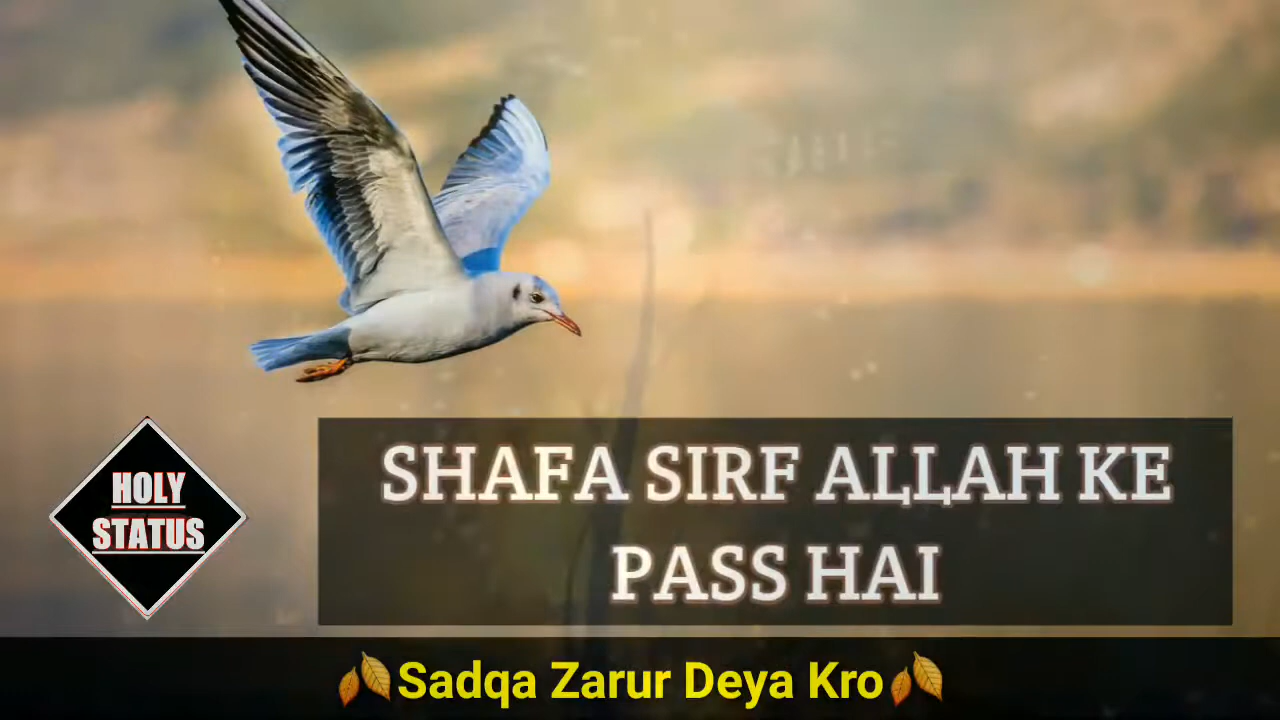 SHAFA SIRF ALLAH KE
PASS HAI
HOLY
STATUS
🍂Sadqa Zarur Deya Kro🍂